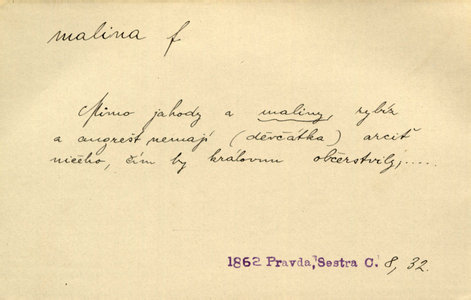 malina f
Mimo jahody a maliny, rybíz
a angrešt nemají (děvčátka) arciť
ničeho, čím by královnu občerstvily,.....
1862 Pravda, Sestra C. 8, 32.